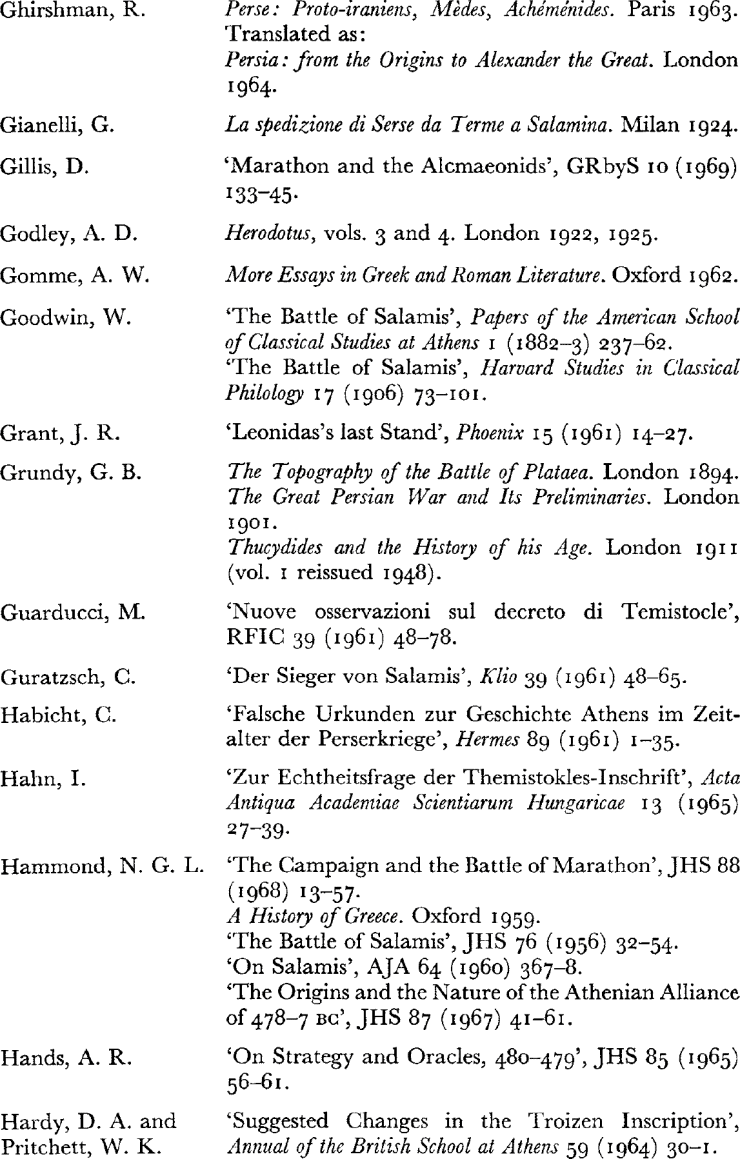 Ghirshman, R. Perse: Proto-iraniens, Mèdes, Achéménides. Paris 1963.
Translated as:
Persia: from the Origins to Alexander the Great. London
1964.
Gianelli, G. La spedizione di Serse da Terme a Salamina. Milan 1924.
Gillis, D. ‘Marathon and the Alcmaeonids’, GRbyS 10 (1969)
133–45.
Godley, A. D. Herodotus, vols. 3 and 4. London 1922, 1925.
Gomme, A. W. More Essays in Greek and Roman Literature. Oxford 1962.
Goodwin, W. ‘The Battle of Salamis’, Papers of the American School
of Classical Studies at Athens 1 (1882–3) 237–62.
‘The Battle of Salamis’, Harvard Studies in Classical
Philology 17 (1906) 73–101.
Grant, J. R. ‘Leonidas’s last Stand’, Phoenix 15 (1961) 14–27.
Grundy, G. B. The Topography of the Battle of Plataea. London 1894.
The Great Persian War and Its Preliminaries. London
1901.
Thucydides and the History of his Age. London 1911
(vol. 1 reissued 1948).
Guarducci, M. ‘Nuove osservazioni sul decreto di Temistocle’,
RFIC 39 (1961) 48–78.
Guratzsch, C. ‘Der Sieger von Salamis’, Klio 39 (1961) 48–65.
Habicht, C. ‘Falsche Urkunden zur Geschichte Athens im Zeit-
alter der Perserkriege’, Hermes 89 (1961) 1–35.
Hahn, I. ‘Zur Echtheitsfrage der Themistokles-Inschrift’, Acta
Antiqua Academiae Scientiarum Hungaricae 13 (1965)
27–39.
Hammond, N. G. L. ‘The Campaign and the Battle of Marathon’, JHS 88
(1968) 13–57.
A History of Greece. Oxford 1959.
‘The Battle of Salamis’, JHS 76 (1956) 32–54.
‘On Salamis’, AJA 64 (1960) 367–8.
‘The Origins and the Nature of the Athenian Alliance
of 478–7 BC’, JHS 87 (1967) 41–61.
Hands, A. R. ‘On Strategy and Oracles, 480–479’, JHS 85 (1965)
56–61.
Hardy, D. A. and ‘Suggested Changes in the Troizen Inscription’,
Pritchett, W. K. Annual of the British School at Athens 59 (1964) 30–1.